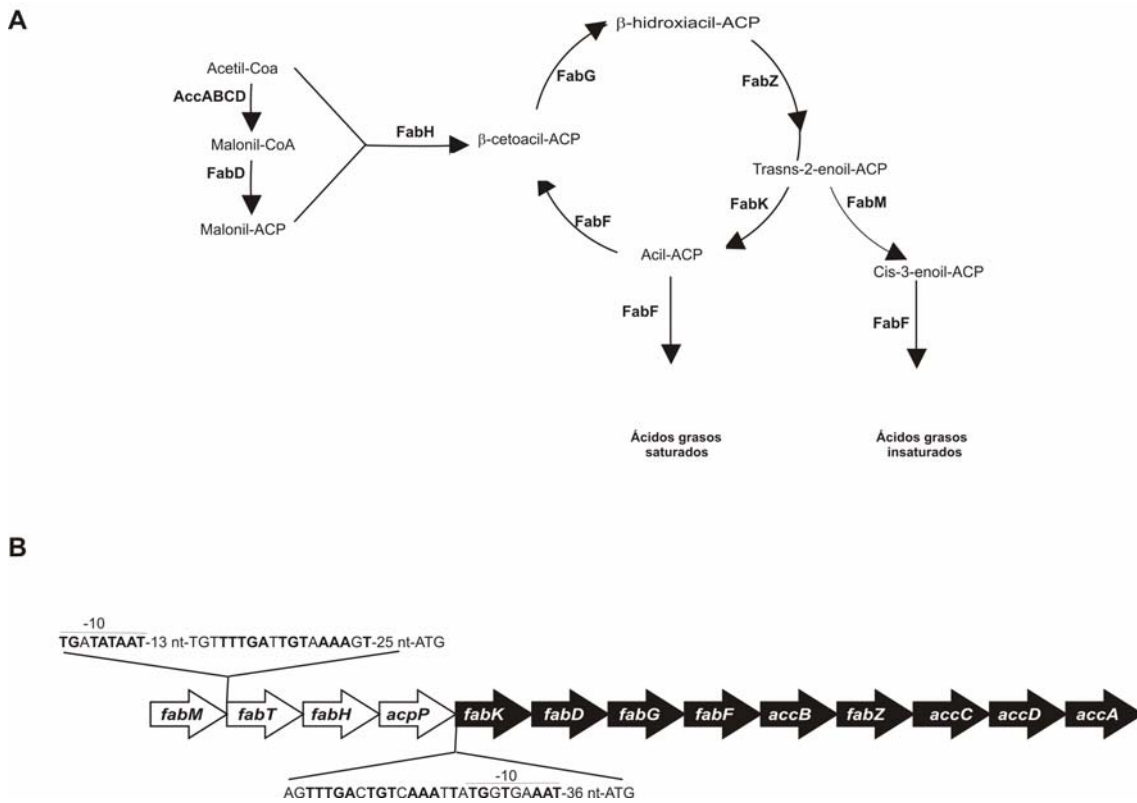 A
β-hidroxiacil-ACP
FabG
FabZ
Acetil-Coa
AccABCD
Malonil-CoA
FabD
Malonil-ACP
FabH
β-cetoacil-ACP
Trasns-2-enoil-ACP
FabK
FabM
FabF
Acil-ACP
Cis-3-enoil-ACP
FabF
FabF
Ácidos grasos
saturados
Ácidos grasos
insaturados
B
-10
TGATATAAT-13 nt-TGTTTTGATTGTAAAAGT-25 nt-ATG
fabM fabT fabH acpP fabK fabD fabG fabF accB fabZ accC accD accA
-10
AGTTTGACTGTCAAATTATGGTGAAAT-36 nt-ATG